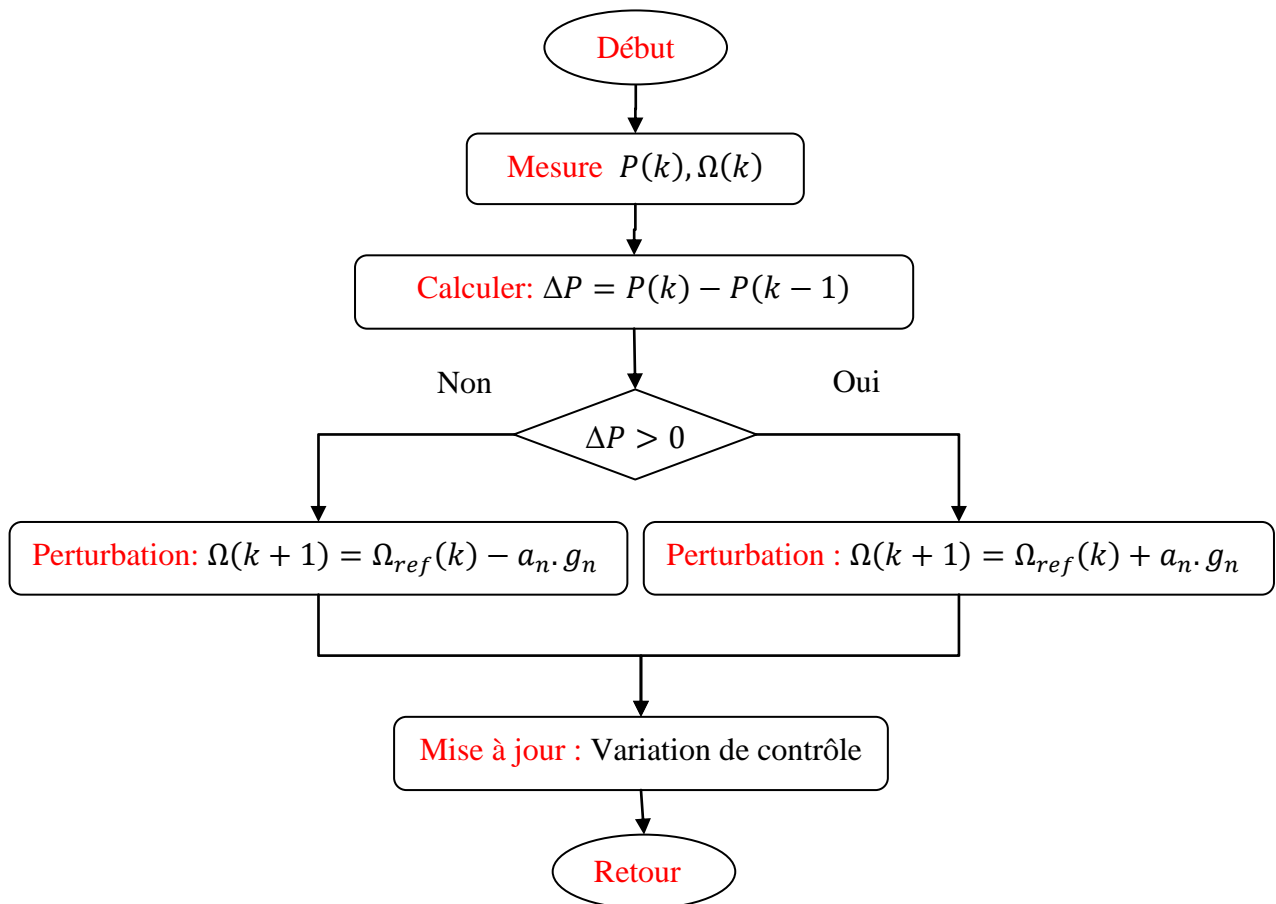 Début
Mesure P(k), Ω(k)
Calculer: ΔP = P(k) − P(k − 1)
Non
Oui
ΔP > 0
Perturbation: Ω(k + 1) = Ω_ref(k) − a_n. g_n
Perturbation : Ω(k + 1) = Ω_ref(k) + a_n. g_n
Mise à jour : Variation de contrôle
Retour